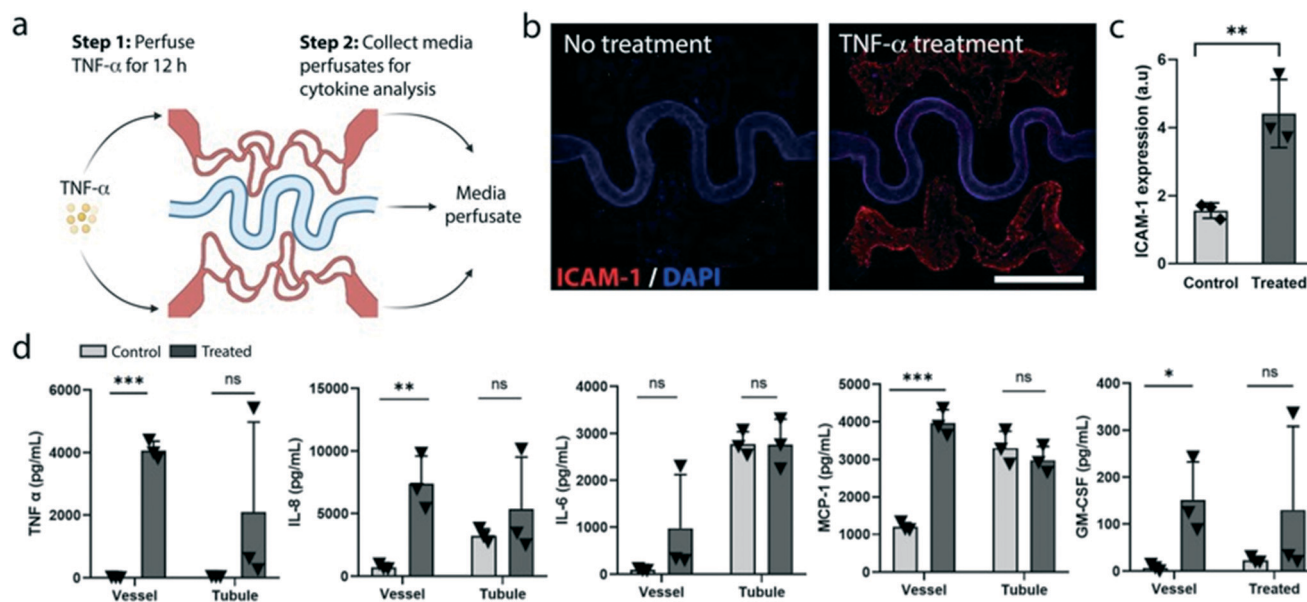 a
Step 1: Perfuse
TNF-α for 12 h
Step 2: Collect media
perfusates for
cytokine analysis
TNF-α
Media
perfusate
b
No treatment
TNF-α treatment
ICAM-1 / DAPI
c
**
ICAM-1 expression (a.u)
6
4
2
0
Control
Treated
d
Control
Treated
TNF α (pg/mL)
6000
4000
2000
0
***
ns
Vessel
Tubule
IL-8 (pg/mL)
15000
10000
5000
0
**
ns
Vessel
Tubule
IL-6 (pg/mL)
4000
3000
2000
1000
0
ns
ns
Vessel
Tubule
MCP-1 (pg/mL)
5000
4000
3000
2000
1000
0
***
ns
Vessel
Tubule
GM-CSF (pg/mL)
400
300
200
100
0
*
ns
Vessel
Treated